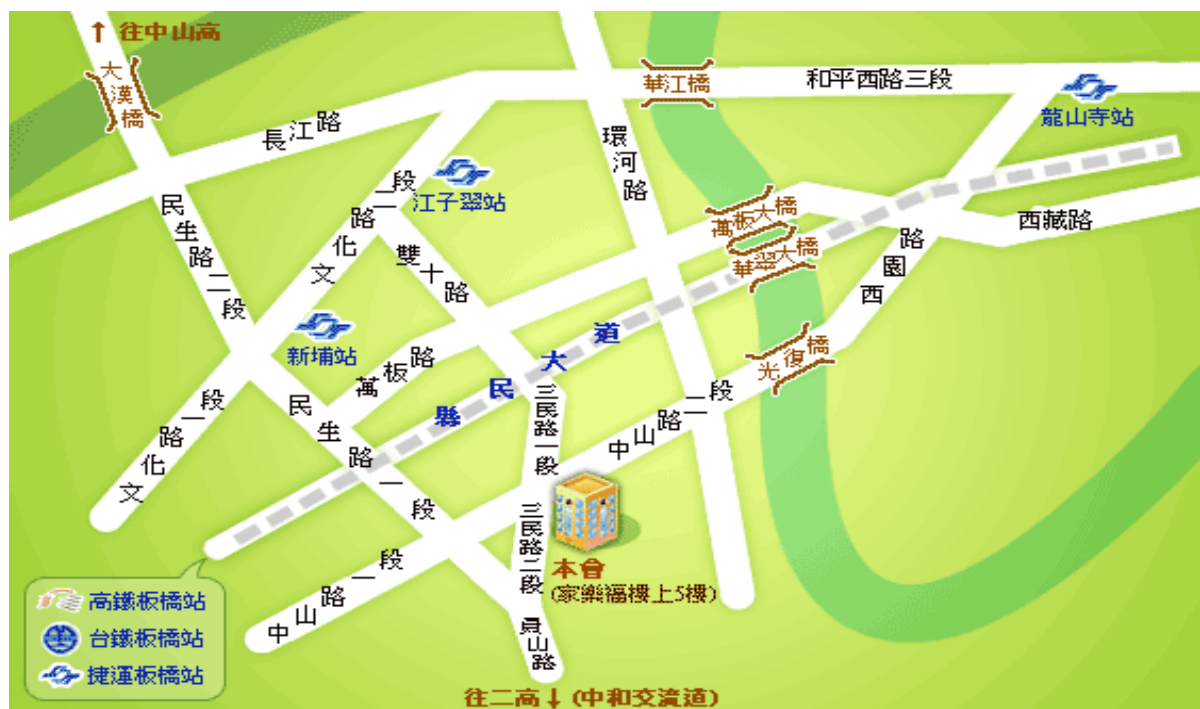 ↑ 往中山高
大漢橋
長江路
華江橋
和平西路三段
龍山寺站
環河路
江子翠站
民生路二段
文化路二段
雙十路
萬板大橋
華翠大橋
西藏路
西園路
新埔站
萬板路
縣民大道
光復橋
三民路一段
中山路二段
民生路一段
文化路一段
三民路二段
本會
(家樂福樓上5樓)
中山路一段
員山路
高鐵板橋站
台鐵板橋站
捷運板橋站
往二高↓(中和交流道)